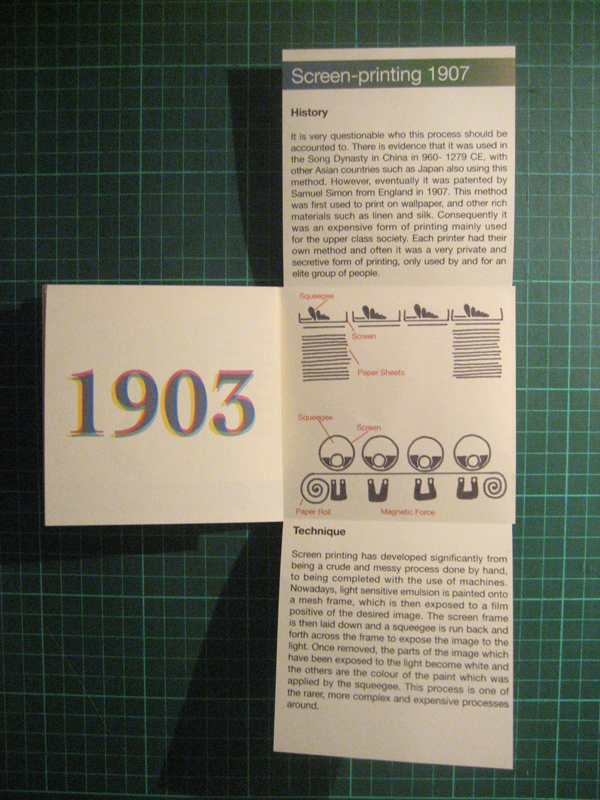 Screen-printing 1907
History
It is very questionable who this process should be
accounted to. There is evidence that it was used in
the Song Dynasty in China in 960- 1279 CE, with
other Asian countries such as Japan also using this
method. However, eventually it was patented by
Samuel Simon from England in 1907. This method
was first used to print on wallpaper, and other rich
materials such as linen and silk. Consequently it
was an expensive form of printing mainly used
for the upper class society. Each printer had their
own method and often it was a very private and
secretive form of printing, only used by and for an
elite group of people.
1903
Squeegee
Screen
Paper Sheets
Squeegee
Screen
Paper Roll
Magnetic Force
Technique
Screen printing has developed significantly from
being a crude and messy process done by hand,
to being completed with the use of machines.
Nowadays, light sensitive emulsion is painted onto
a mesh frame, which is then exposed to a film
positive of the desired image. The screen frame
is then laid down and a squeegee is run back and
forth across the frame to expose the image to the
light. Once removed, the parts of the image which
have been exposed to the light become white and
the others are the colour of the paint which was
applied by the squeegee. This process is one of
the rarer, more complex and expensive processes
around.